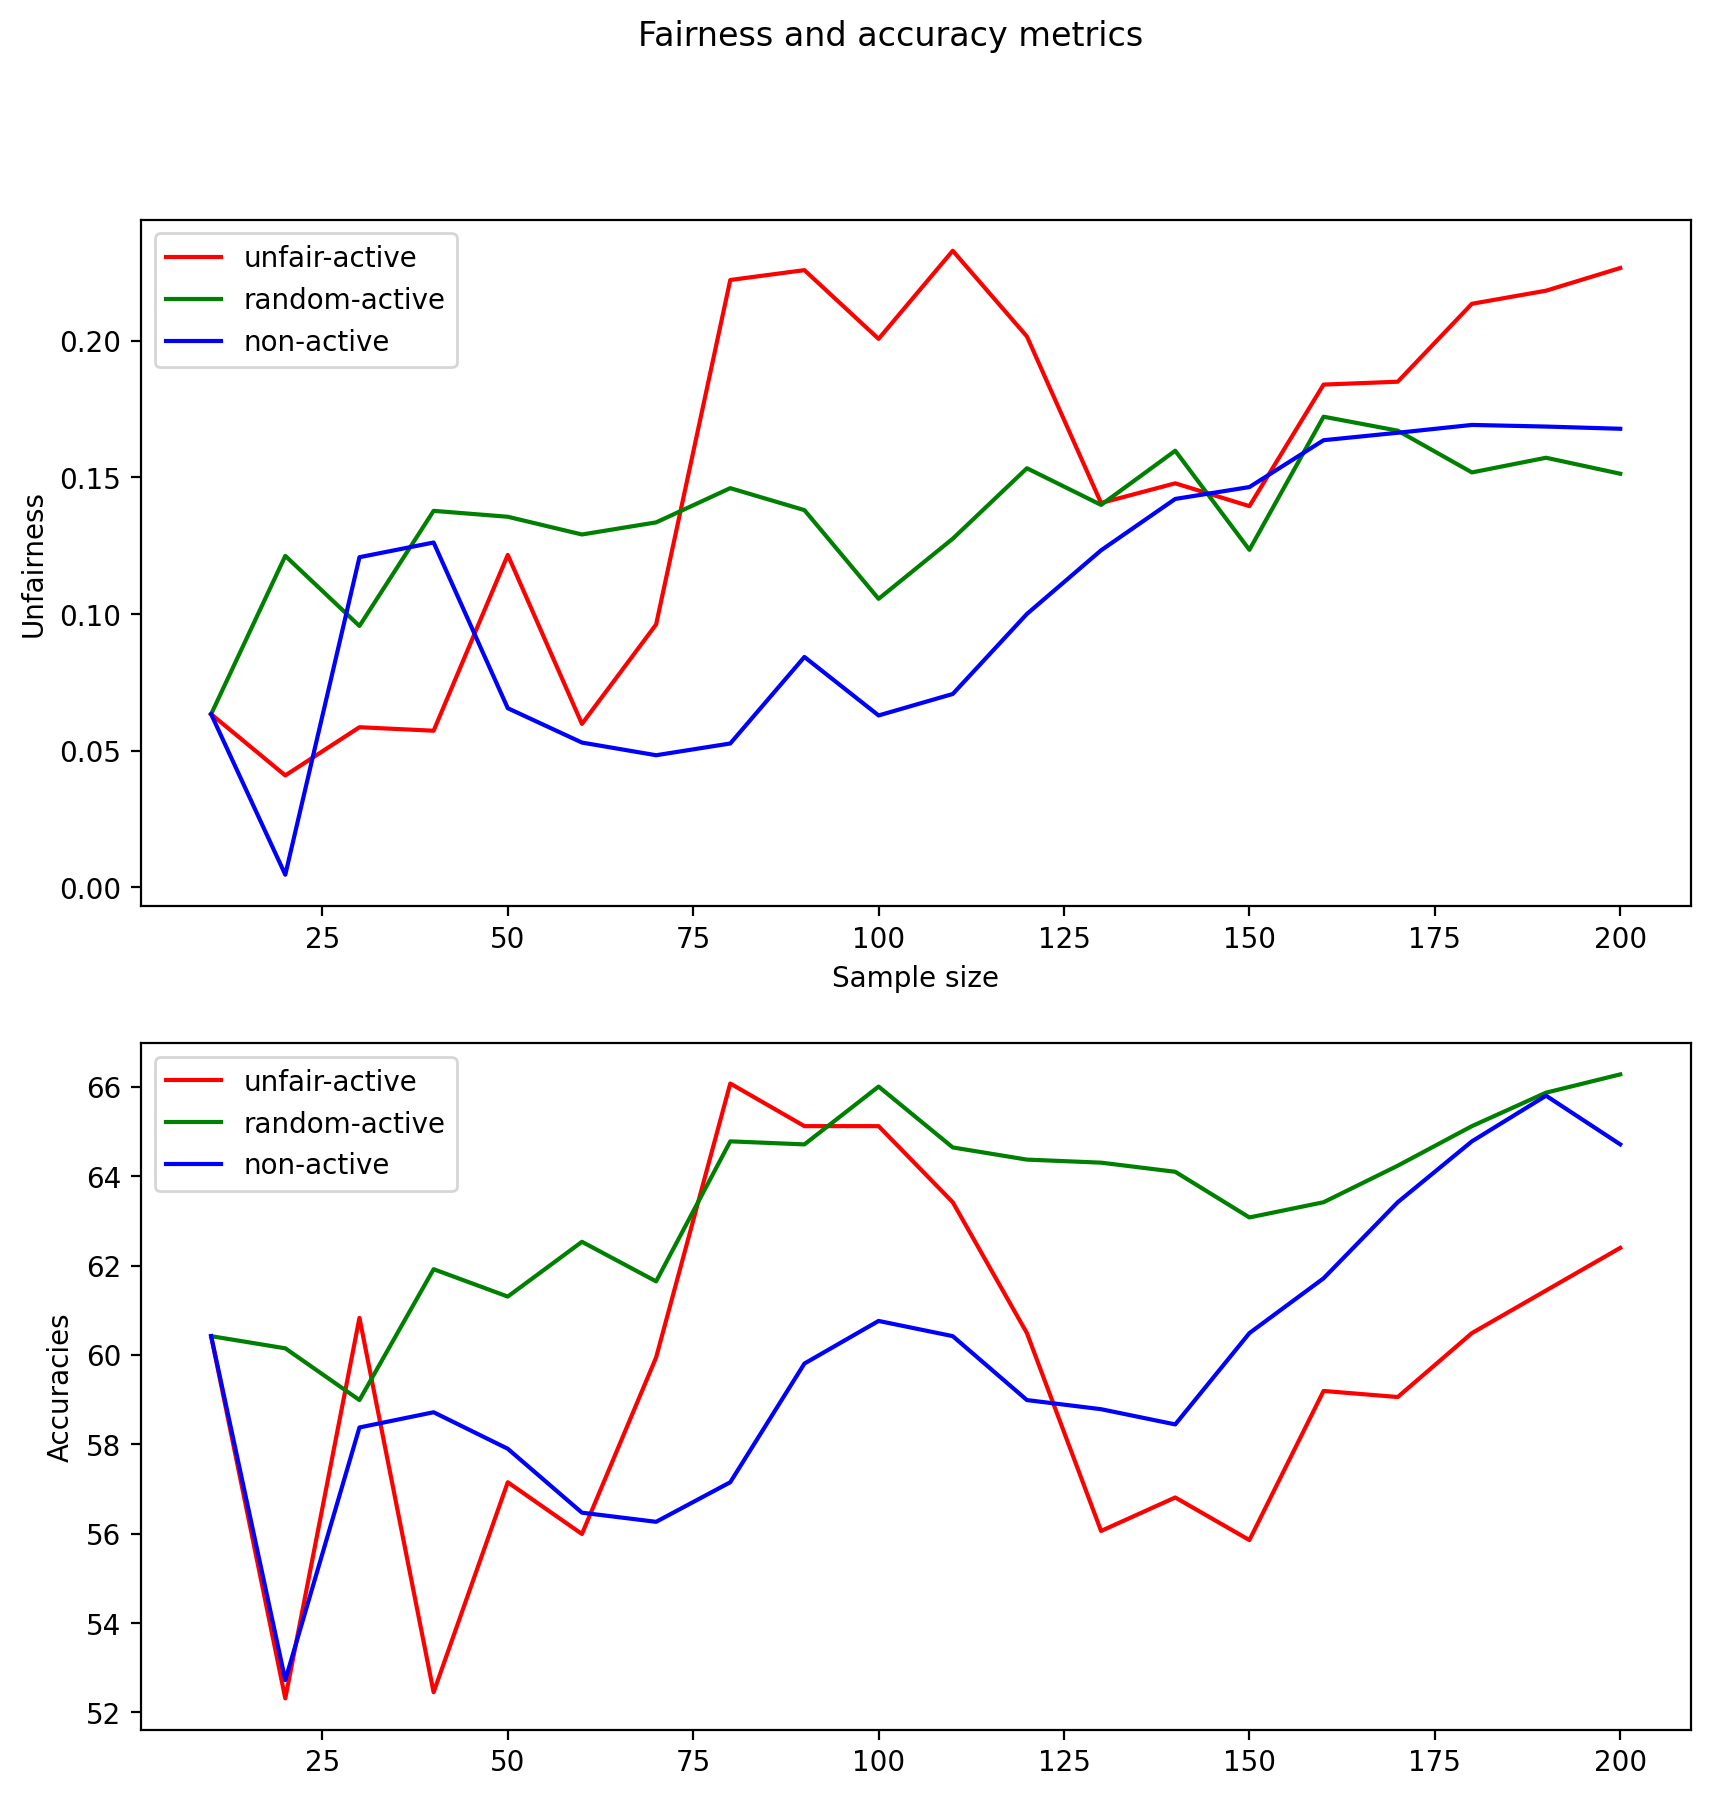 Fairness and accuracy metrics
unfair-active
random-active
non-active
Unfairness
0.20
0.15
0.10
0.05
0.00
25 50 75 100 125 150 175 200
Sample size
unfair-active
random-active
non-active
Accuracies
66
64
62
60
58
56
54
52
25 50 75 100 125 150 175 200